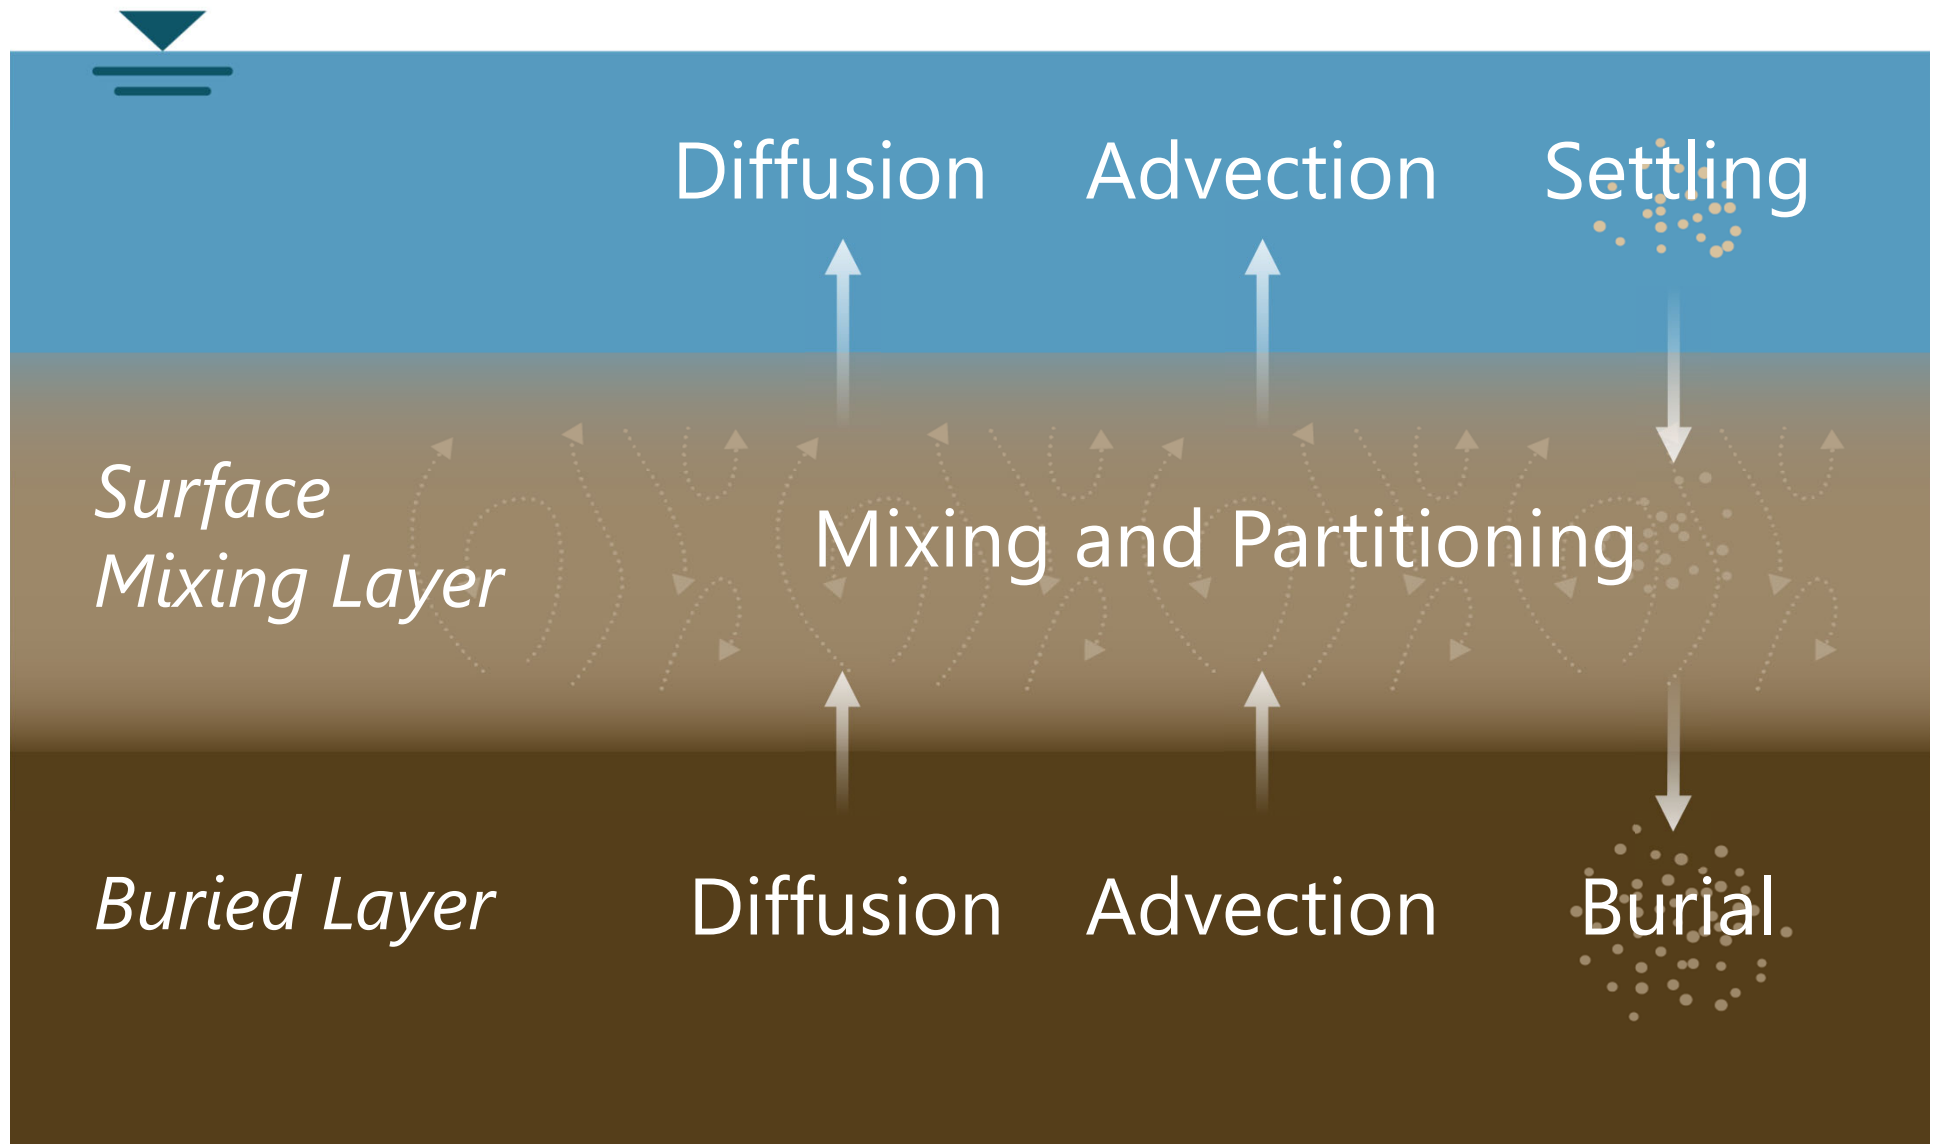 Diffusion Advection Settling
Surface
Mixing Layer
Mixing and Partitioning
Buried Layer
Diffusion Advection Burial